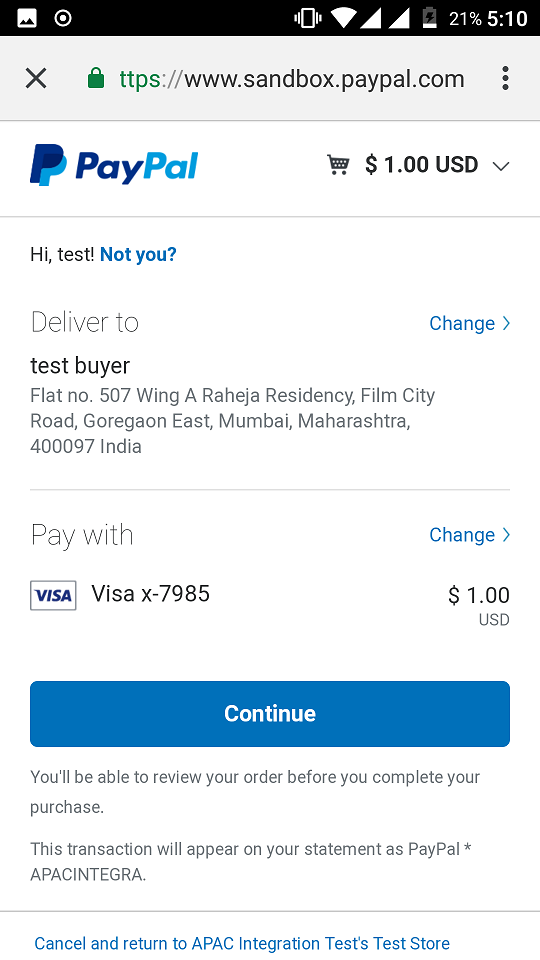 21% 5:10
ttps://www.sandbox.paypal.com
PayPal $ 1.00 USD
Hi, test! Not you?
Deliver to Change
test buyer
Flat no. 507 Wing A Raheja Residency, Film City
Road, Goregaon East, Mumbai, Maharashtra,
400097 India
Pay with Change
VISA Visa x-7985 $ 1.00
USD
Continue
You'll be able to review your order before you complete your
purchase.
This transaction will appear on your statement as PayPal *
APACINTEGRA.
Cancel and return to APAC Integration Test's Test Store